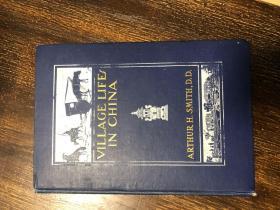 VILLAGE LIFE
IN CHINA
ARTHUR H. SMITH, D.D.